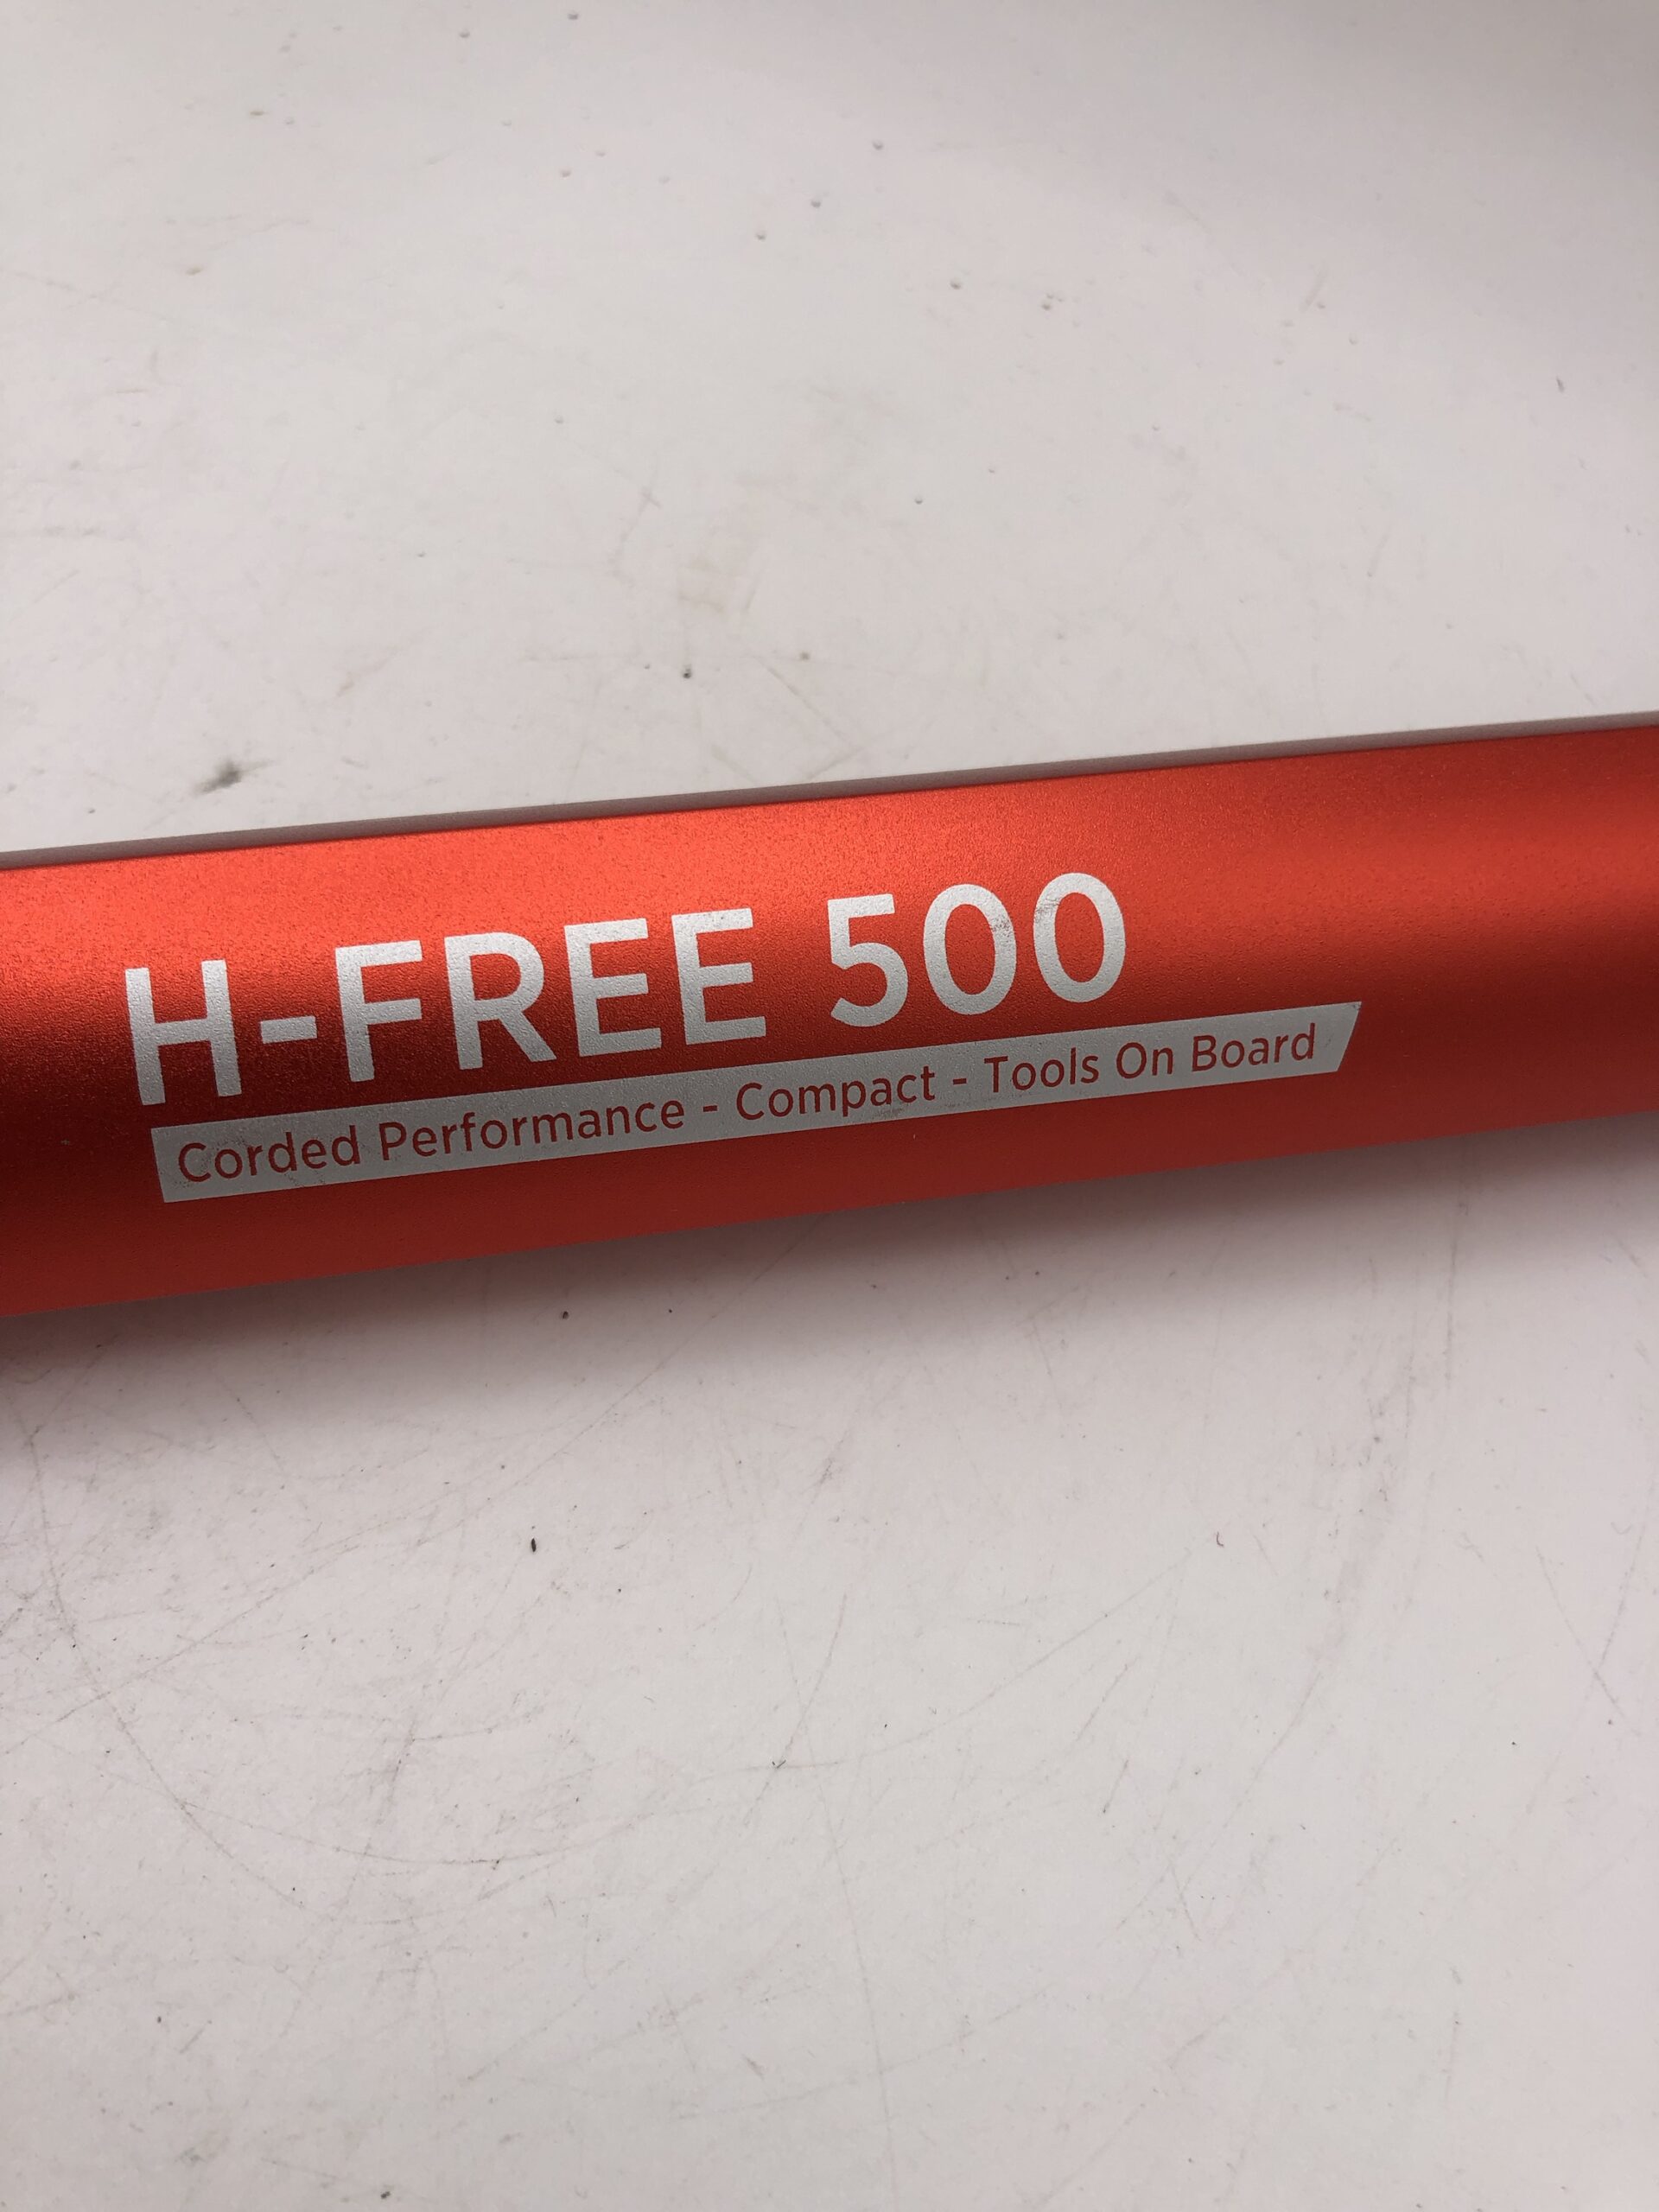 H-FREE 500
Corded Performance - Compact - Tools On Board